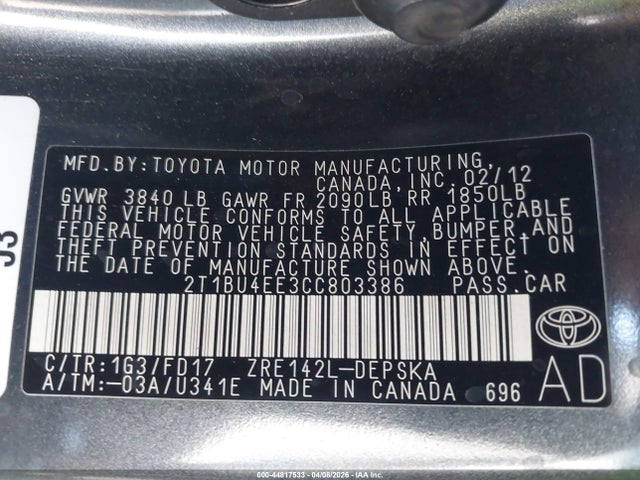 MFD.BY:TOYOTA MOTOR MANUFACTURING,
CANADA,INC. 02/12
GVWR 3840 LB GAWR FR 2090LB RR 1850LB
THIS VEHICLE CONFORMS TO ALL APPLICABLE
FEDERAL MOTOR VEHICLE SAFETY, BUMPER,AND
THEFT PREVENTION STANDARDS IN EFFECT ON
THE DATE OF MANUFACTURE SHOWN ABOVE.
2T1BU4EE3CC803386 PASS.CAR
C/TR:1G3/FD17 ZRE142L-DEPSKA
A/TM:-03A/U341E MADE IN CANADA 696
AD
000-44817533 - 04/08/2026 - IAA Inc.